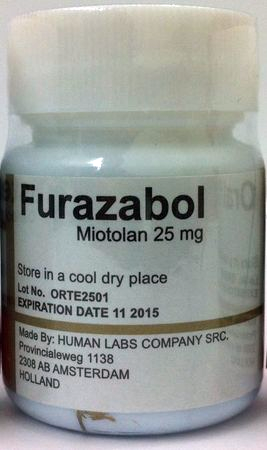 Furazabol
Miotolan 25 mg
Store in a cool dry place
Lot No. ORTE2501
EXPIRATION DATE 11 2015
Made By: HUMAN LABS COMPANY SRC.
Provincialeweg 1138
2308 AB AMSTERDAM
HOLLAND
Ora